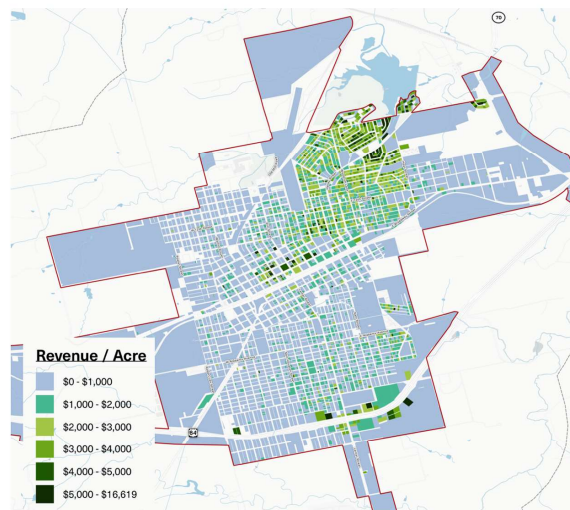 70
64
Revenue / Acre
$0 - $1,000
$1,000 - $2,000
$2,000 - $3,000
$3,000 - $4,000
$4,000 - $5,000
$5,000 - $16,619